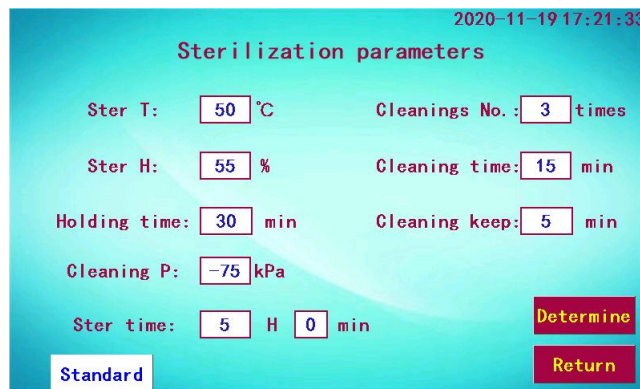 2020-11-19 17:21:33
Sterilization parameters
Ster T: 50 ℃ Cleanings No.: 3 times
Ster H: 55 % Cleaning time: 15 min
Holding time: 30 min Cleaning keep: 5 min
Cleaning P: -75 kPa
Ster time: 5 H 0 min
Determine
Standard Return